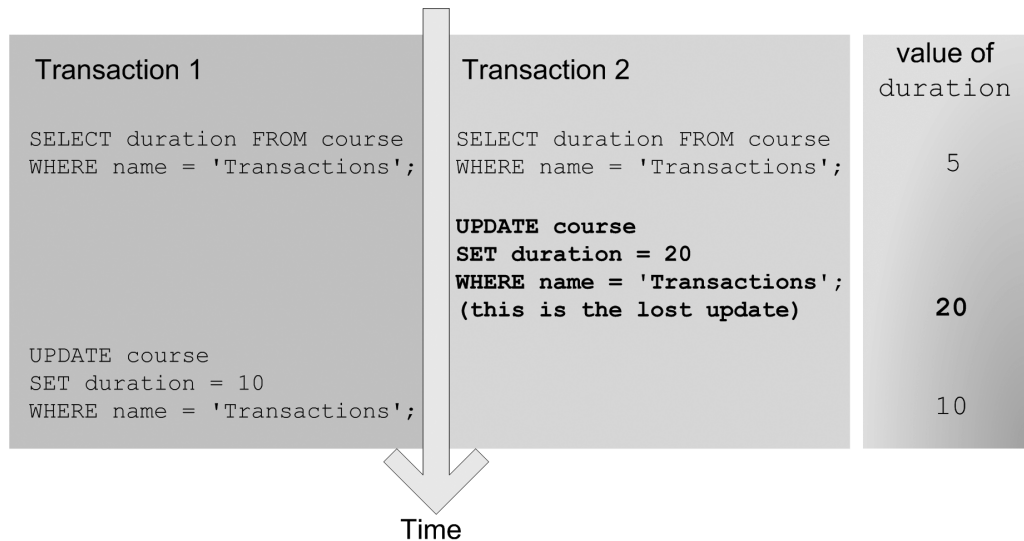 Transaction 1
SELECT duration FROM course
WHERE name = 'Transactions';
UPDATE course
SET duration = 10
WHERE name = 'Transactions';
Transaction 2
SELECT duration FROM course
WHERE name = 'Transactions';
UPDATE course
SET duration = 20
WHERE name = 'Transactions';
(this is the lost update)
value of
duration
5
20
10
Time